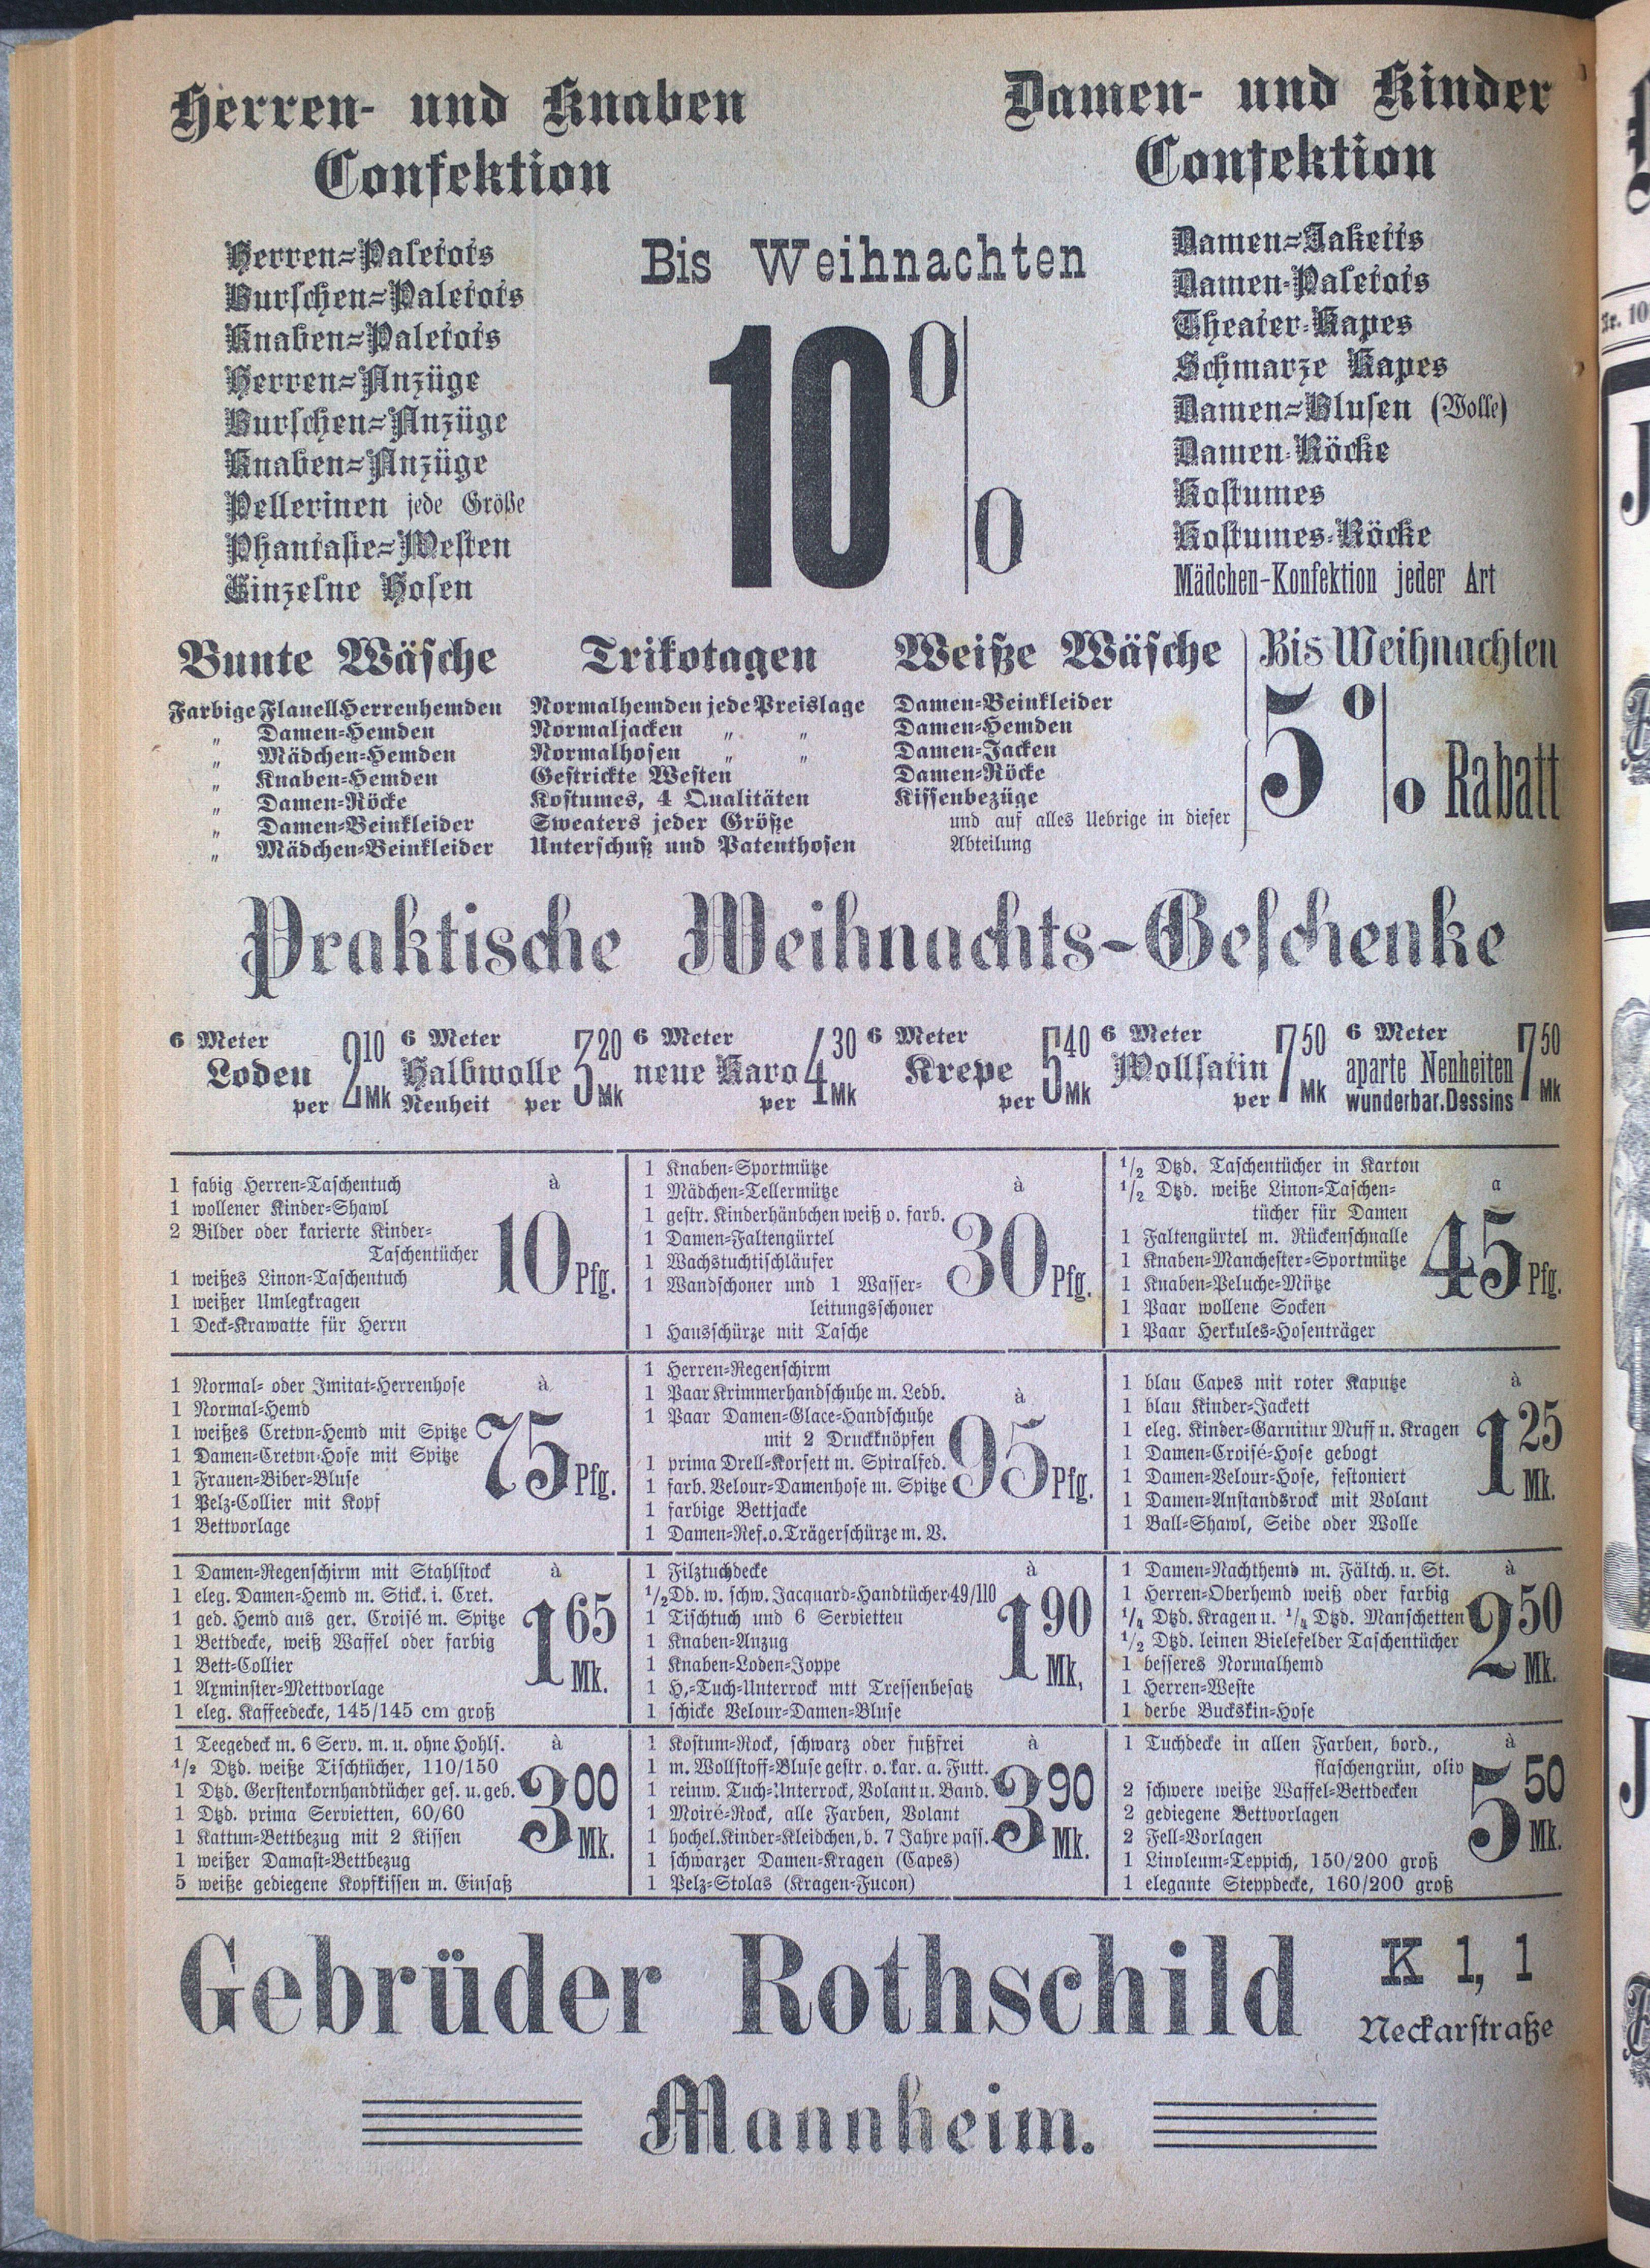 Herren- und Knaben
Confektion
Herren-Paletots
Burschen-Paletots
Knaben-Paletots
Herren-Anzüge
Burschen-Anzüge
Knaben-Anzüge
Pellerinen jede Größe
Phantasie-Westen
Einzelne Hosen
Bis Weihnachten
10%
Damen- und Kinder
Confektion
Damen-Jaketts
Damen-Paletots
Theater-Kapes
Schwarze Kapes
Damen-Blusen (Wolle)
Damen-Röcke
Kostumes
Kostumes-Röcke
Mädchen-Konfektion jeder Art
Bunte Wäsche
Farbige Flanell Herrenhemden
„ Damen-Hemden
„ Mädchen-Hemden
„ Knaben-Hemden
„ Damen-Röcke
„ Damen-Beinkleider
„ Mädchen-Beinkleider
Trikotagen
Normalhemden jede Preislage
Normaljacken „ „
Normalhosen „ „
Gestrickte Westen
Kostumes, 4 Qualitäten
Sweaters jeder Größe
Unterschuß und Patenthosen
Weiße Wäsche
Damen-Beinkleider
Damen-Hemden
Damen-Jacken
Damen-Röcke
Kissenbezüge
und auf alles Uebrige in dieser
Abteilung
Bis Weihnachten
5% Rabatt
Praktische Weihnachts-Geschenke
6 Meter
Loden
per 2 10 Mk
6 Meter
Halbwolle
Neuheit per 3 20 Mk
6 Meter
neue Karo
per 4 30 Mk
6 Meter
Krepe
per 5 40 Mk
6 Meter
Wollsatin
per 7 50 Mk
6 Meter
aparte Nenheiten
wunderbar. Dessins 7 50 Mk
1 fabig Herren-Taschentuch
1 wollener Kinder-Shawl
2 Bilder oder karierte Kinder-
Taschentücher
1 weißes Linon-Taschentuch
1 weißer Umlegkragen
1 Deck-Krawatte für Herrn
à
10 Pfg.
1 Knaben-Sportmütze
1 Mädchen-Tellermütze
1 gestr. Kinderhänbchen weiß o. farb.
1 Damen-Faltengürtel
1 Wachstuchtischläufer
1 Wandschoner und 1 Wasser-
leitungsschoner
1 Hausschürze mit Tasche
à
30 Pfg.
1/2 Dtzd. Taschentücher in Karton
1/2 Dtzd. weiße Linon-Taschen-
tücher für Damen
1 Faltengürtel m. Rückenschnalle
1 Knaben-Manchester-Sportmütze
1 Knaben-Peluche-Mütze
1 Paar wollene Socken
1 Paar Herkules-Hosenträger
a
45 Pfg.
1 Normal- oder Imitat-Herrenhose
1 Normal-Hemd
1 weißes Cretvn-Hemd mit Spitze
1 Damen-Cretvn-Hose mit Spitze
1 Frauen-Biber-Bluse
1 Pelz-Collier mit Kopf
1 Bettvorlage
à
75 Pfg.
1 Herren-Regenschirm
1 Paar Krimmerhandschuhe m. Ledb.
1 Paar Damen-Glace-Handschuhe
mit 2 Druckknöpfen
1 prima Drell-Korsett m. Spiralfed.
1 farb. Velour-Damenhose m. Spitze
1 farbige Bettjacke
1 Damen-Ref. o. Trägerschürze m. V.
à
95 Pfg.
1 blau Capes mit roter Kaputze
1 blau Kinder-Jackett
1 eleg. Kinder-Garnitur Muff u. Kragen
1 Damen-Croisé-Hose gebogt
1 Damen-Velour-Hose, festoniert
1 Damen-Anstandsrock mit Volant
1 Ball-Shawl, Seide oder Wolle
à
1 25 Mk.
1 Damen-Regenschirm mit Stahlstock
1 eleg. Damen-Hemd m. Stick. i. Cret.
1 ged. Hemd aus ger. Croisé m. Spitze
1 Bettdecke, weiß Waffel oder farbig
1 Bett-Collier
1 Axminster-Mettvorlage
1 eleg. Kaffeedecke, 145/145 cm groß
à
1 65 Mk.
1 Filztuchdecke
1/2 Dd. w. schw. Jacquard-Handtücher 49/110
1 Tischtuch und 6 Servietten
1 Knaben-Anzug
1 Knaben-Loden-Joppe
1 H,-Tuch-Unterrock mtt Tressenbesatz
1 schicke Velour-Damen-Bluse
à
1 90 Mk,
1 Damen-Nachthemd m. Fältch. u. St.
1 Herren-Oberhemd weiß oder farbig
1/4 Dtzd. Kragen u. 1/4 Dtzd. Manschetten
1/2 Dtzd. leinen Bielefelder Taschentücher
1 besseres Normalhemd
1 Herren-Weste
1 derbe Buckskin-Hose
à
2 50 Mk.
1 Teegedeck m. 6 Serv. m. u. ohne Hohls.
1/2 Dtzd. weiße Tischtücher, 110/150
1 Dtzd. Gerstenkornhandtücher ges. u. geb.
1 Dtzd. prima Servietten, 60/60
1 Kattun-Bettbezug mit 2 Kissen
1 weißer Damast-Bettbezug
5 weiße gediegene Kopfkissen m. Einsatz
à
3 00 Mk.
1 Kostum-Rock, schwarz oder fußfrei
1 m. Wollstoff-Bluse gestr. o. kar. a. Futt.
1 reinw. Tuch-Unterrock, Volant u. Band.
1 Moiré-Rock, alle Farben, Volant
1 hochel. Kinder-Kleidchen, b. 7 Jahre pass.
1 schwarzer Damen-Kragen (Capes)
1 Pelz-Stolas (Kragen-Fucon)
à
3 90 Mk.
1 Tuchdecke in allen Farben, bord.,
flaschengrün, oliv
2 schwere weiße Waffel-Bettdecken
2 gediegene Bettvorlagen
2 Fell-Vorlagen
1 Linoleum-Teppich, 150/200 groß
1 elegante Steppdecke, 160/200 groß
à
5 50 Mk.
Gebrüder Rothschild
K 1, 1
Neckarstraße
Mannheim.